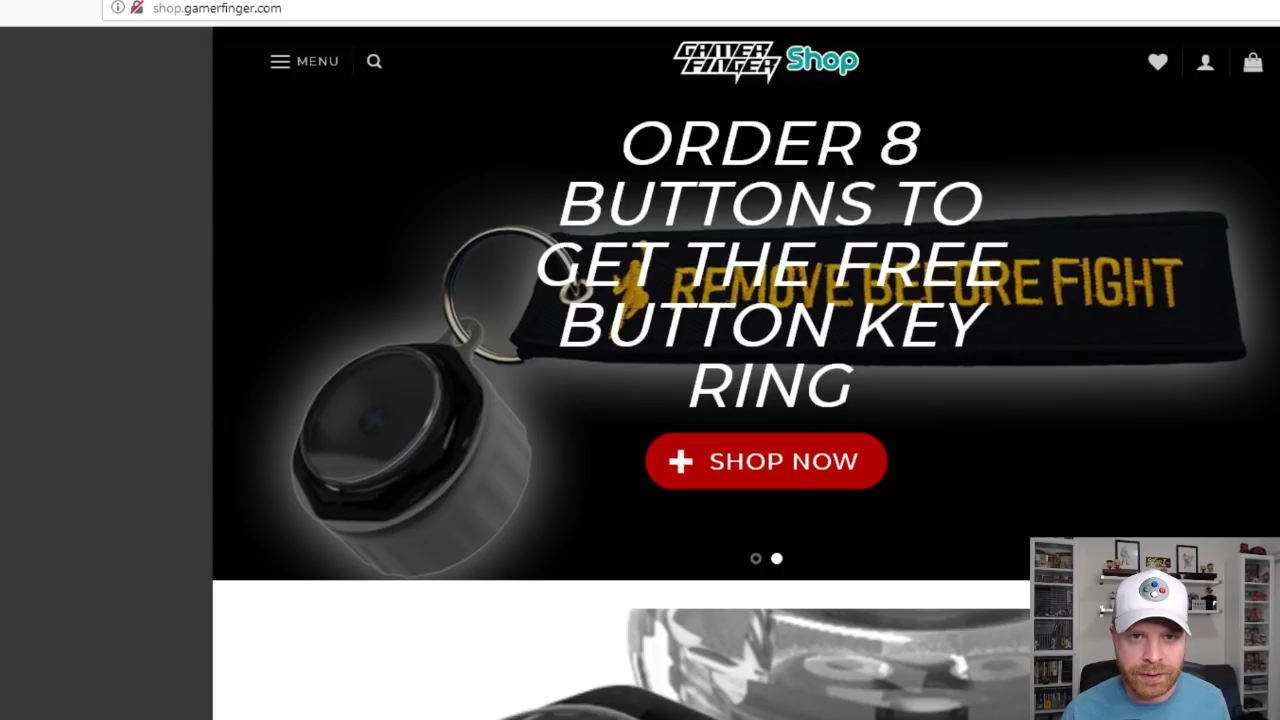 shop.gamerfinger.com
MENU
GAMER
FINGER Shop
ORDER 8
BUTTONS TO
GET THE FREE
BUTTON KEY
RING
REMOVE BEFORE FIGHT
SHOP NOW